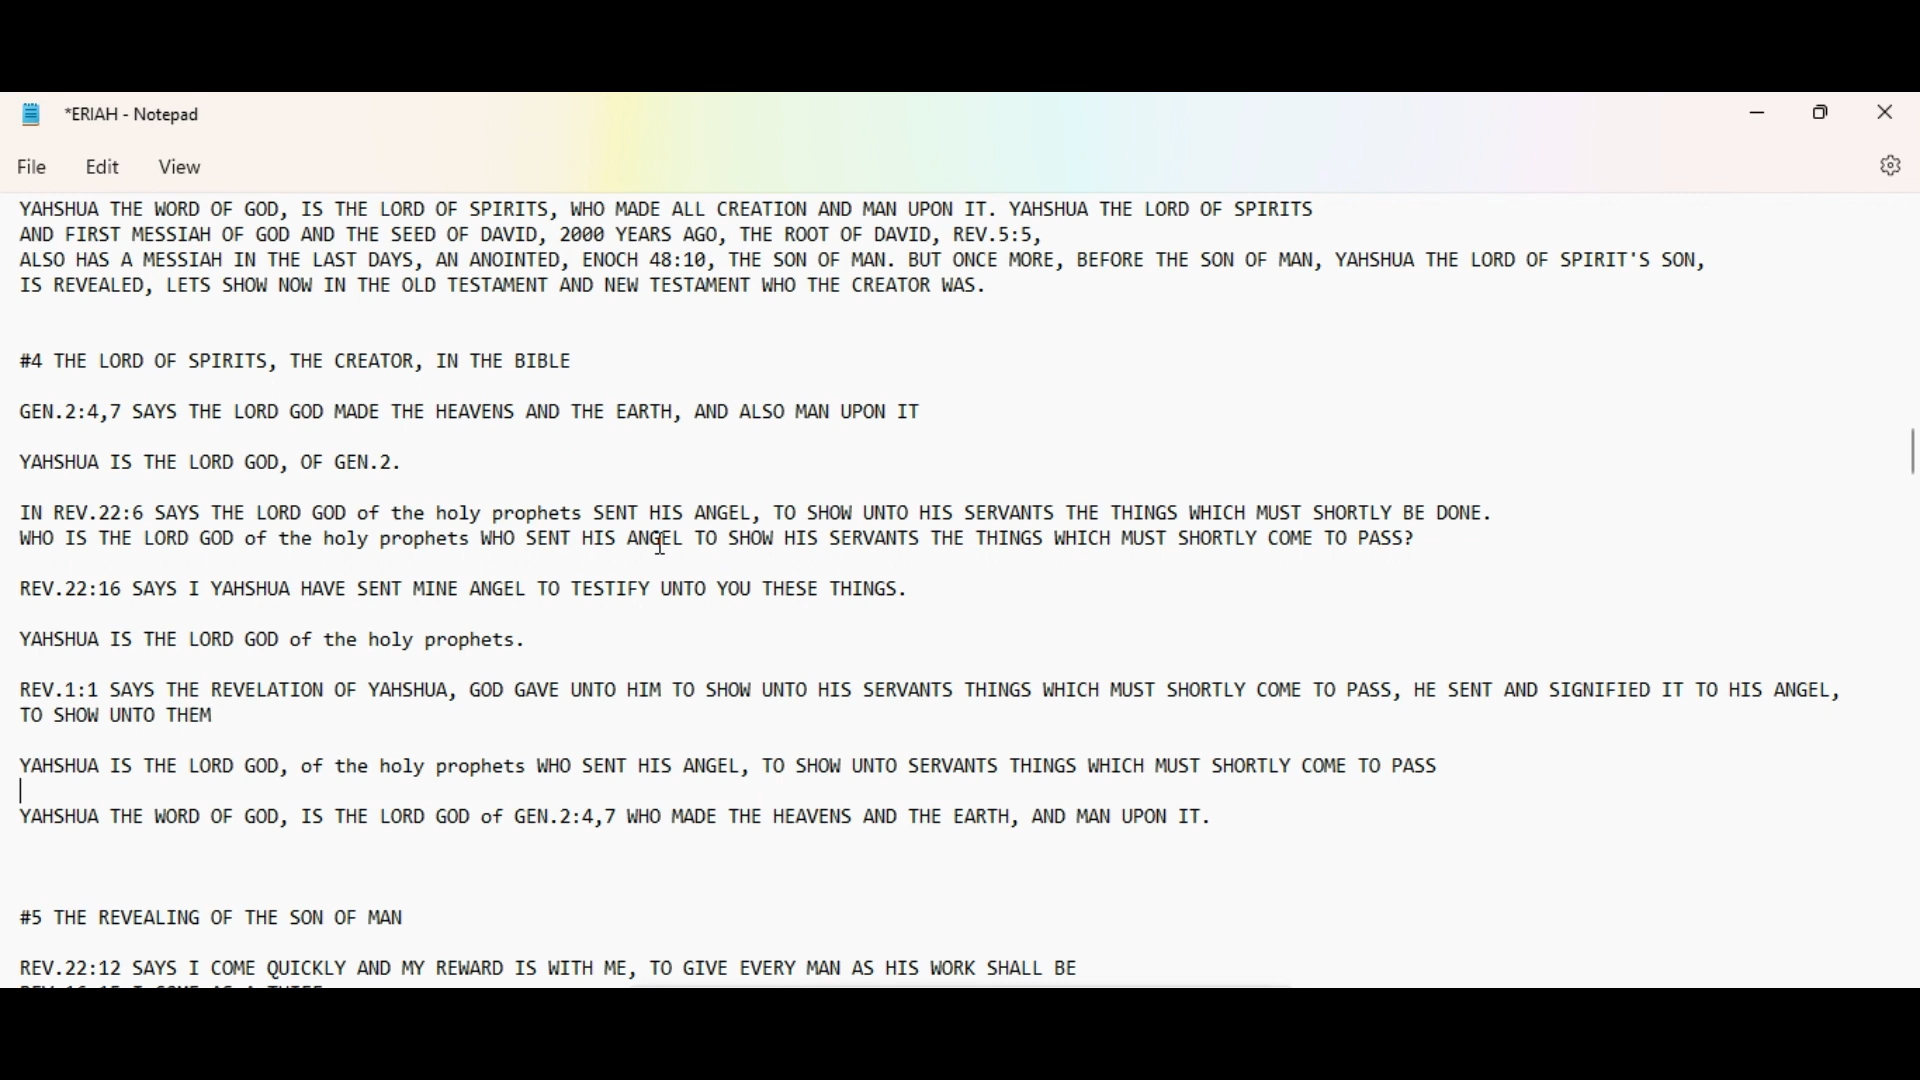 *ERIAH - Notepad
File Edit View
YAHSHUA THE WORD OF GOD, IS THE LORD OF SPIRITS, WHO MADE ALL CREATION AND MAN UPON IT. YAHSHUA THE LORD OF SPIRITS
AND FIRST MESSIAH OF GOD AND THE SEED OF DAVID, 2000 YEARS AGO, THE ROOT OF DAVID, REV.5:5,
ALSO HAS A MESSIAH IN THE LAST DAYS, AN ANOINTED, ENOCH 48:10, THE SON OF MAN. BUT ONCE MORE, BEFORE THE SON OF MAN, YAHSHUA THE LORD OF SPIRIT'S SON,
IS REVEALED, LETS SHOW NOW IN THE OLD TESTAMENT AND NEW TESTAMENT WHO THE CREATOR WAS.
#4 THE LORD OF SPIRITS, THE CREATOR, IN THE BIBLE
GEN.2:4,7 SAYS THE LORD GOD MADE THE HEAVENS AND THE EARTH, AND ALSO MAN UPON IT
YAHSHUA IS THE LORD GOD, OF GEN.2.
IN REV.22:6 SAYS THE LORD GOD of the holy prophets SENT HIS ANGEL, TO SHOW UNTO HIS SERVANTS THE THINGS WHICH MUST SHORTLY BE DONE.
WHO IS THE LORD GOD of the holy prophets WHO SENT HIS ANGEL TO SHOW HIS SERVANTS THE THINGS WHICH MUST SHORTLY COME TO PASS?
REV.22:16 SAYS I YAHSHUA HAVE SENT MINE ANGEL TO TESTIFY UNTO YOU THESE THINGS.
YAHSHUA IS THE LORD GOD of the holy prophets.
REV.1:1 SAYS THE REVELATION OF YAHSHUA, GOD GAVE UNTO HIM TO SHOW UNTO HIS SERVANTS THINGS WHICH MUST SHORTLY COME TO PASS, HE SENT AND SIGNIFIED IT TO HIS ANGEL,
TO SHOW UNTO THEM
YAHSHUA IS THE LORD GOD, of the holy prophets WHO SENT HIS ANGEL, TO SHOW UNTO SERVANTS THINGS WHICH MUST SHORTLY COME TO PASS
YAHSHUA THE WORD OF GOD, IS THE LORD GOD of GEN.2:4,7 WHO MADE THE HEAVENS AND THE EARTH, AND MAN UPON IT.
#5 THE REVEALING OF THE SON OF MAN
REV.22:12 SAYS I COME QUICKLY AND MY REWARD IS WITH ME, TO GIVE EVERY MAN AS HIS WORK SHALL BE